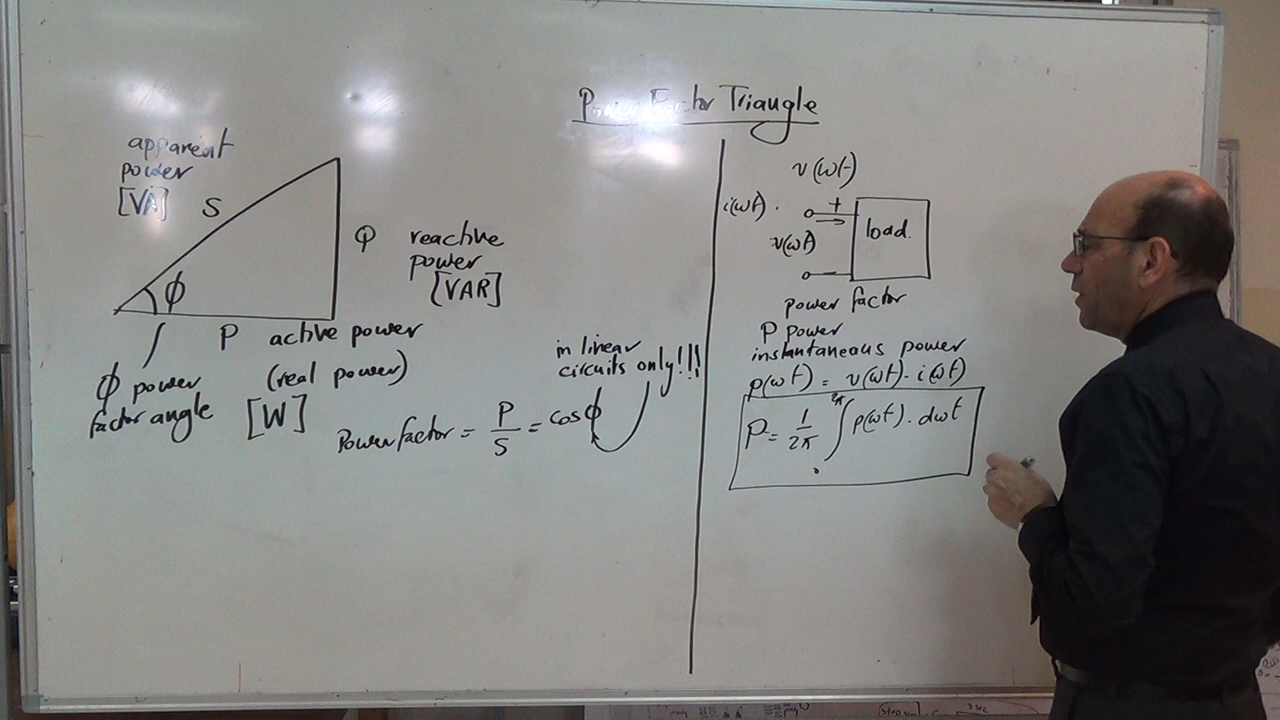 Power Factor Triangle
apparent
power
[VA]
S
Q reactive
power
[VAR]
ϕ
P active power
(real power)
[W]
ϕ power
factor angle
in linear
circuits only!!!
Power factor = P/S = cos ϕ
v(ωt)
i(ωt).
+
load.
v(ωt)
−
power factor
P power
instantaneous power
p(ωt) = v(ωt) · i(ωt)
P = 1/2π ∫₀^2π p(ωt) · dωt